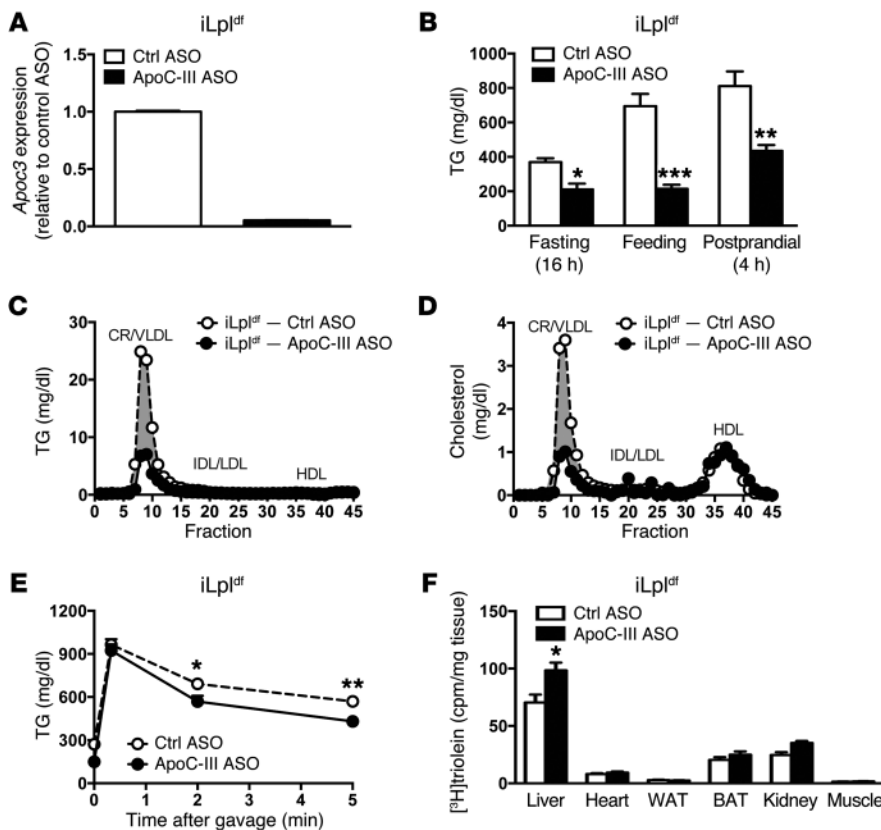 A
iLpl^df
Ctrl ASO
ApoC-III ASO
Apoc3 expression
(relative to control ASO)
1.5
1.0
0.5
0.0
B
iLpl^df
Ctrl ASO
ApoC-III ASO
TG (mg/dl)
1000
800
600
400
200
0
*
***
**
Fasting
(16 h)
Feeding
Postprandial
(4 h)
C
iLpl^df — Ctrl ASO
iLpl^df — ApoC-III ASO
CR/VLDL
IDL/LDL
HDL
TG (mg/dl)
30
20
10
0
0 5 10 15 20 25 30 35 40 45
Fraction
D
iLpl^df — Ctrl ASO
iLpl^df — ApoC-III ASO
CR/VLDL
IDL/LDL
HDL
Cholesterol
(mg/dl)
4
3
2
1
0
0 5 10 15 20 25 30 35 40 45
Fraction
E
iLpl^df
TG (mg/dl)
1200
900
600
300
0
*
**
Ctrl ASO
ApoC-III ASO
0 1 2 3 4 5
Time after gavage (min)
F
iLpl^df
Ctrl ASO
ApoC-III ASO
[³H]triolein (cpm/mg tissue)
150
100
50
0
*
Liver Heart WAT BAT Kidney Muscle